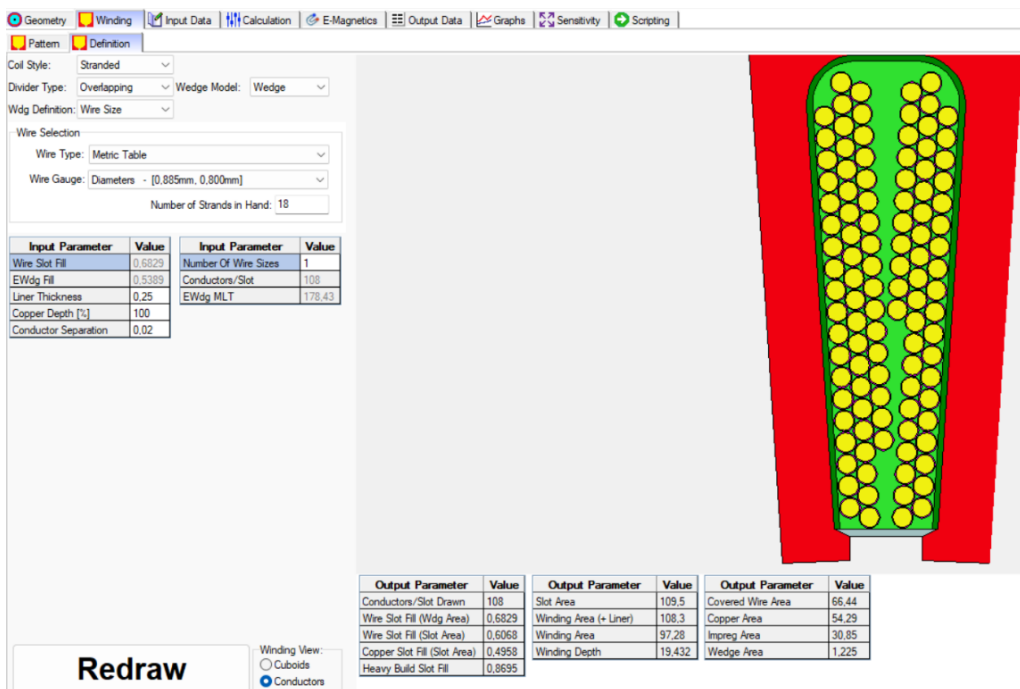 Geometry Winding Input Data Calculation E-Magnetics Output Data Graphs Sensitivity Scripting
Pattern Definition
Coil Style: Stranded
Divider Type: Overlapping Wedge Model: Wedge
Wdg Definition: Wire Size
Wire Selection
Wire Type: Metric Table
Wire Gauge: Diameters - [0,885mm, 0,800mm]
Number of Strands in Hand: 18
Input Parameter Value Input Parameter Value
Wire Slot Fill 0,6829 Number Of Wire Sizes 1
EWdg Fill 0,5389 Conductors/Slot 108
Liner Thickness 0,25 EWdg MLT 178,43
Copper Depth [%] 100
Conductor Separation 0,02
Output Parameter Value Output Parameter Value Output Parameter Value
Conductors/Slot Drawn 108 Slot Area 109,5 Covered Wire Area 66,44
Wire Slot Fill (Wdg Area) 0,6829 Winding Area (+ Liner) 108,3 Copper Area 54,29
Wire Slot Fill (Slot Area) 0,6068 Winding Area 97,28 Impreg Area 30,85
Copper Slot Fill (Slot Area) 0,4958 Winding Depth 19,432 Wedge Area 1,225
Heavy Build Slot Fill 0,8695
Redraw
Winding View:
Cuboids
Conductors